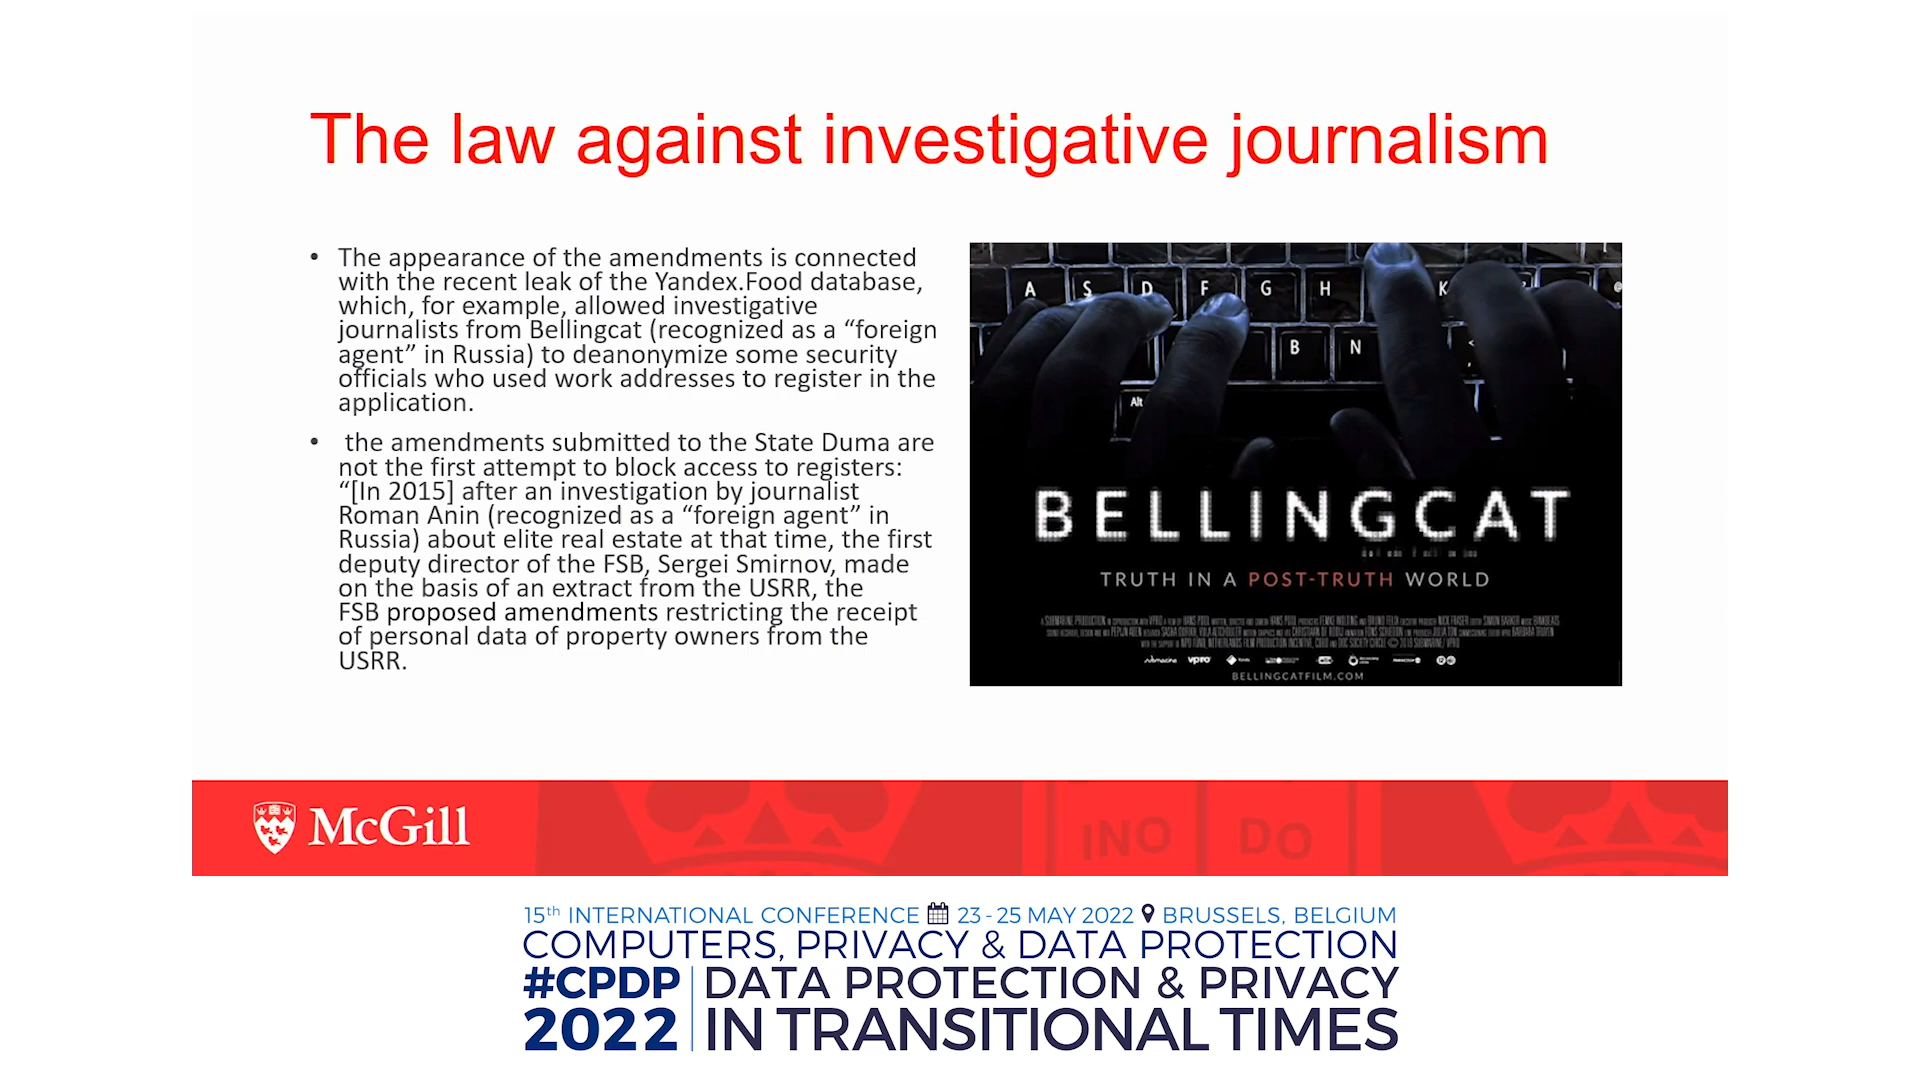 The law against investigative journalism
• The appearance of the amendments is connected
with the recent leak of the Yandex.Food database,
which, for example, allowed investigative
journalists from Bellingcat (recognized as a “foreign
agent” in Russia) to deanonymize some security
officials who used work addresses to register in the
application.
• the amendments submitted to the State Duma are
not the first attempt to block access to registers:
“[In 2015] after an investigation by journalist
Roman Anin (recognized as a “foreign agent” in
Russia) about elite real estate at that time, the first
deputy director of the FSB, Sergei Smirnov, made
on the basis of an extract from the USRR, the
FSB proposed amendments restricting the receipt
of personal data of property owners from the
USRR.
A S D F G H K
B N
Alt
BELLINGCAT
TRUTH IN A POST-TRUTH WORLD
submarine vpro
BELLINGCATFILM.COM
McGill
INO DO
15th INTERNATIONAL CONFERENCE 23-25 MAY 2022 BRUSSELS, BELGIUM
COMPUTERS, PRIVACY & DATA PROTECTION
#CPDP DATA PROTECTION & PRIVACY
2022 IN TRANSITIONAL TIMES